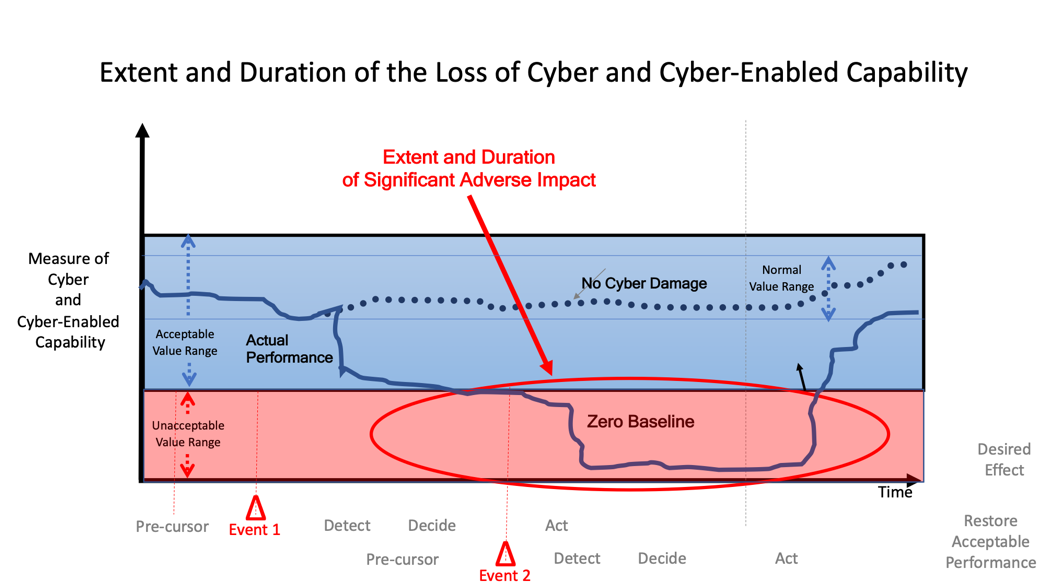 Extent and Duration of the Loss of Cyber and Cyber-Enabled Capability
Extent and Duration
of Significant Adverse Impact
Measure of
Cyber
and
Cyber-Enabled
Capability
No Cyber Damage
Normal
Value Range
Acceptable
Value Range
Actual
Performance
Unacceptable
Value Range
Zero Baseline
Desired
Effect
Time
Pre-cursor
Event 1
Detect
Decide
Act
Restore
Acceptable
Performance
Pre-cursor
Event 2
Detect
Decide
Act